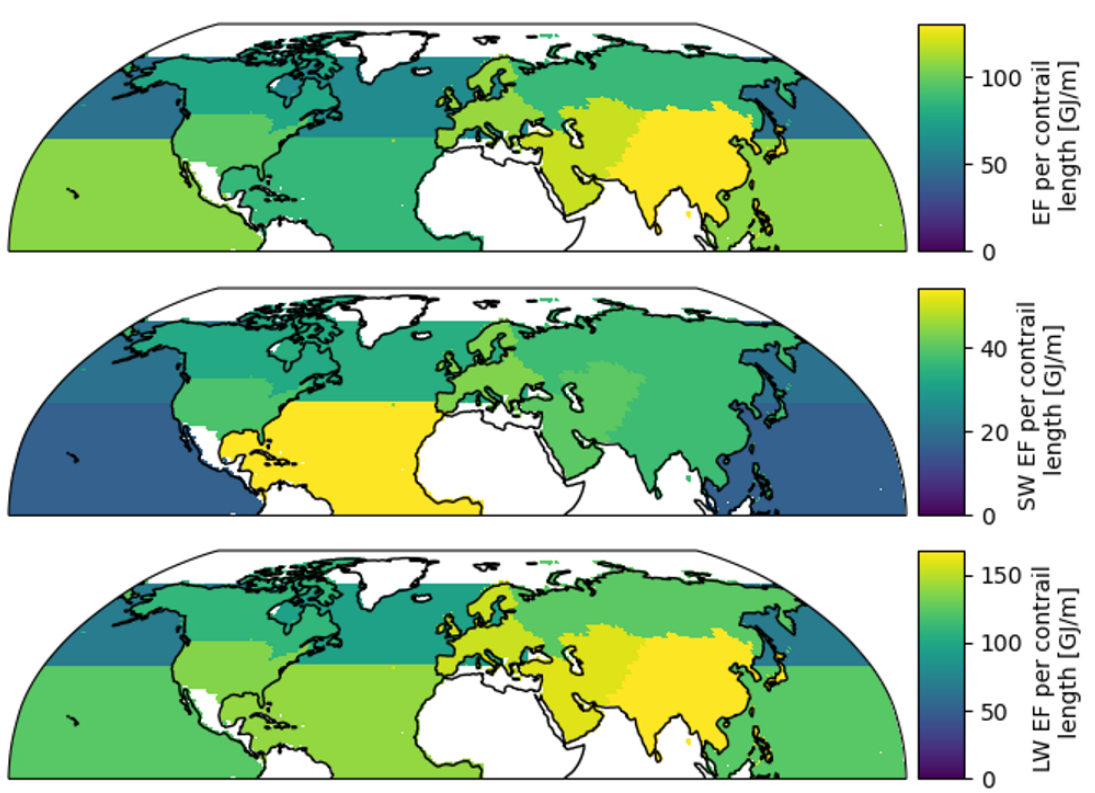 100
50
0
EF per contrail
length [GJ/m]
40
20
0
SW EF per contrail
length [GJ/m]
150
100
50
0
LW EF per contrail
length [GJ/m]